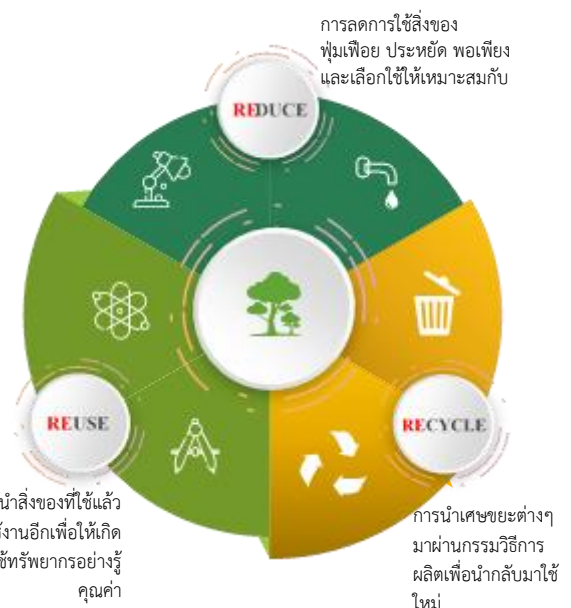 การลดการใช้สิ่งของ
ฟุ่มเฟือย ประหยัด พอเพียง
และเลือกใช้ให้เหมาะสมกับ
REDUCE
REUSE
RECYCLE
นำสิ่งของที่ใช้แล้ว
งานอีกเพื่อให้เกิด
ช้ทรัพยากรอย่างรู้
คุณค่า
การนำเศษขยะต่างๆ
มาผ่านกรรมวิธีการ
ผลิตเพื่อนำกลับมาใช้
ใหม่